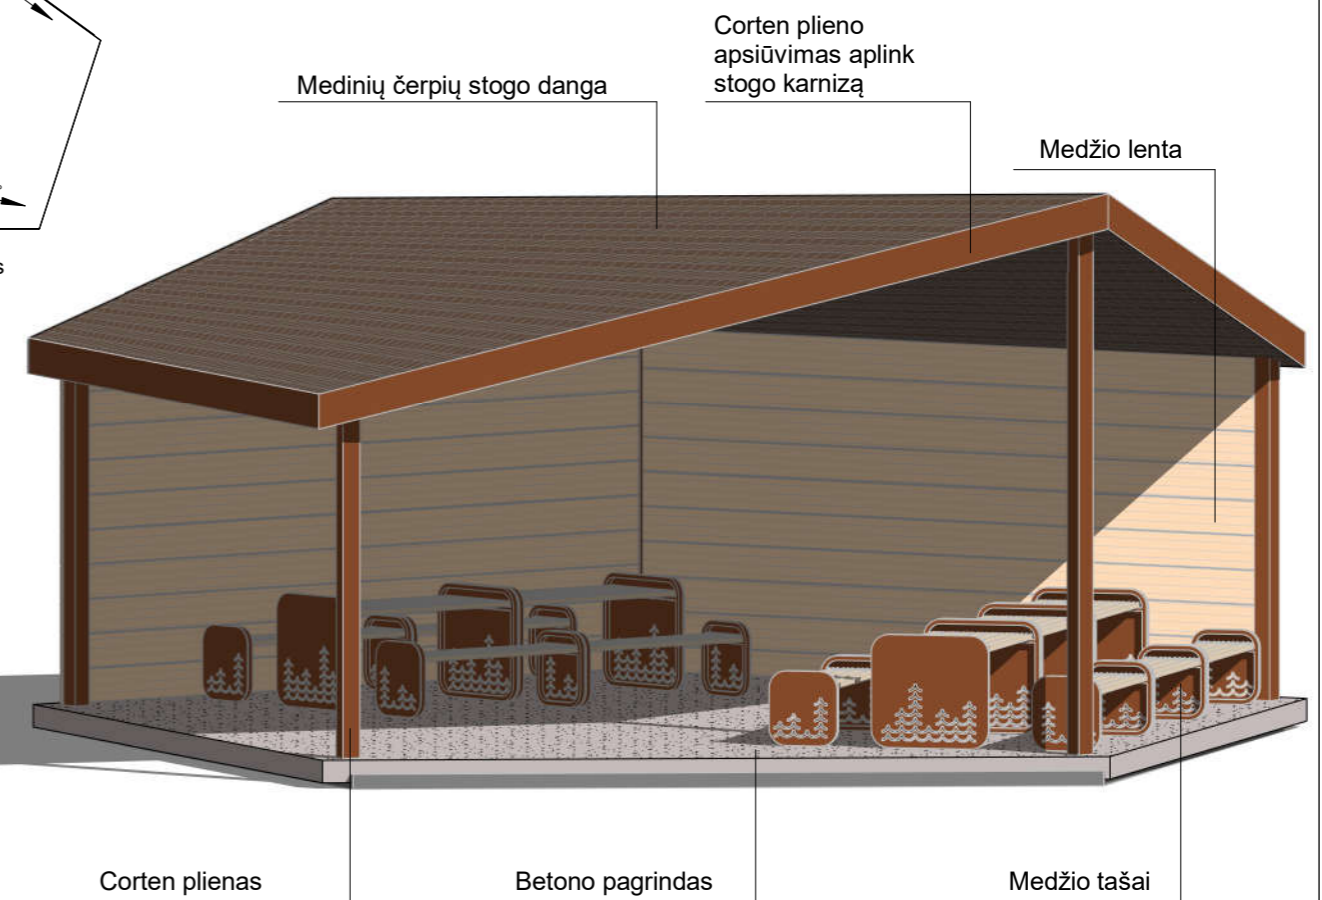 Corten plieno
apsiūvimas aplink
stogo karnizą
Medinių čerpių stogo danga
Medžio lenta
s
Corten plienas
Betono pagrindas
Medžio tašai